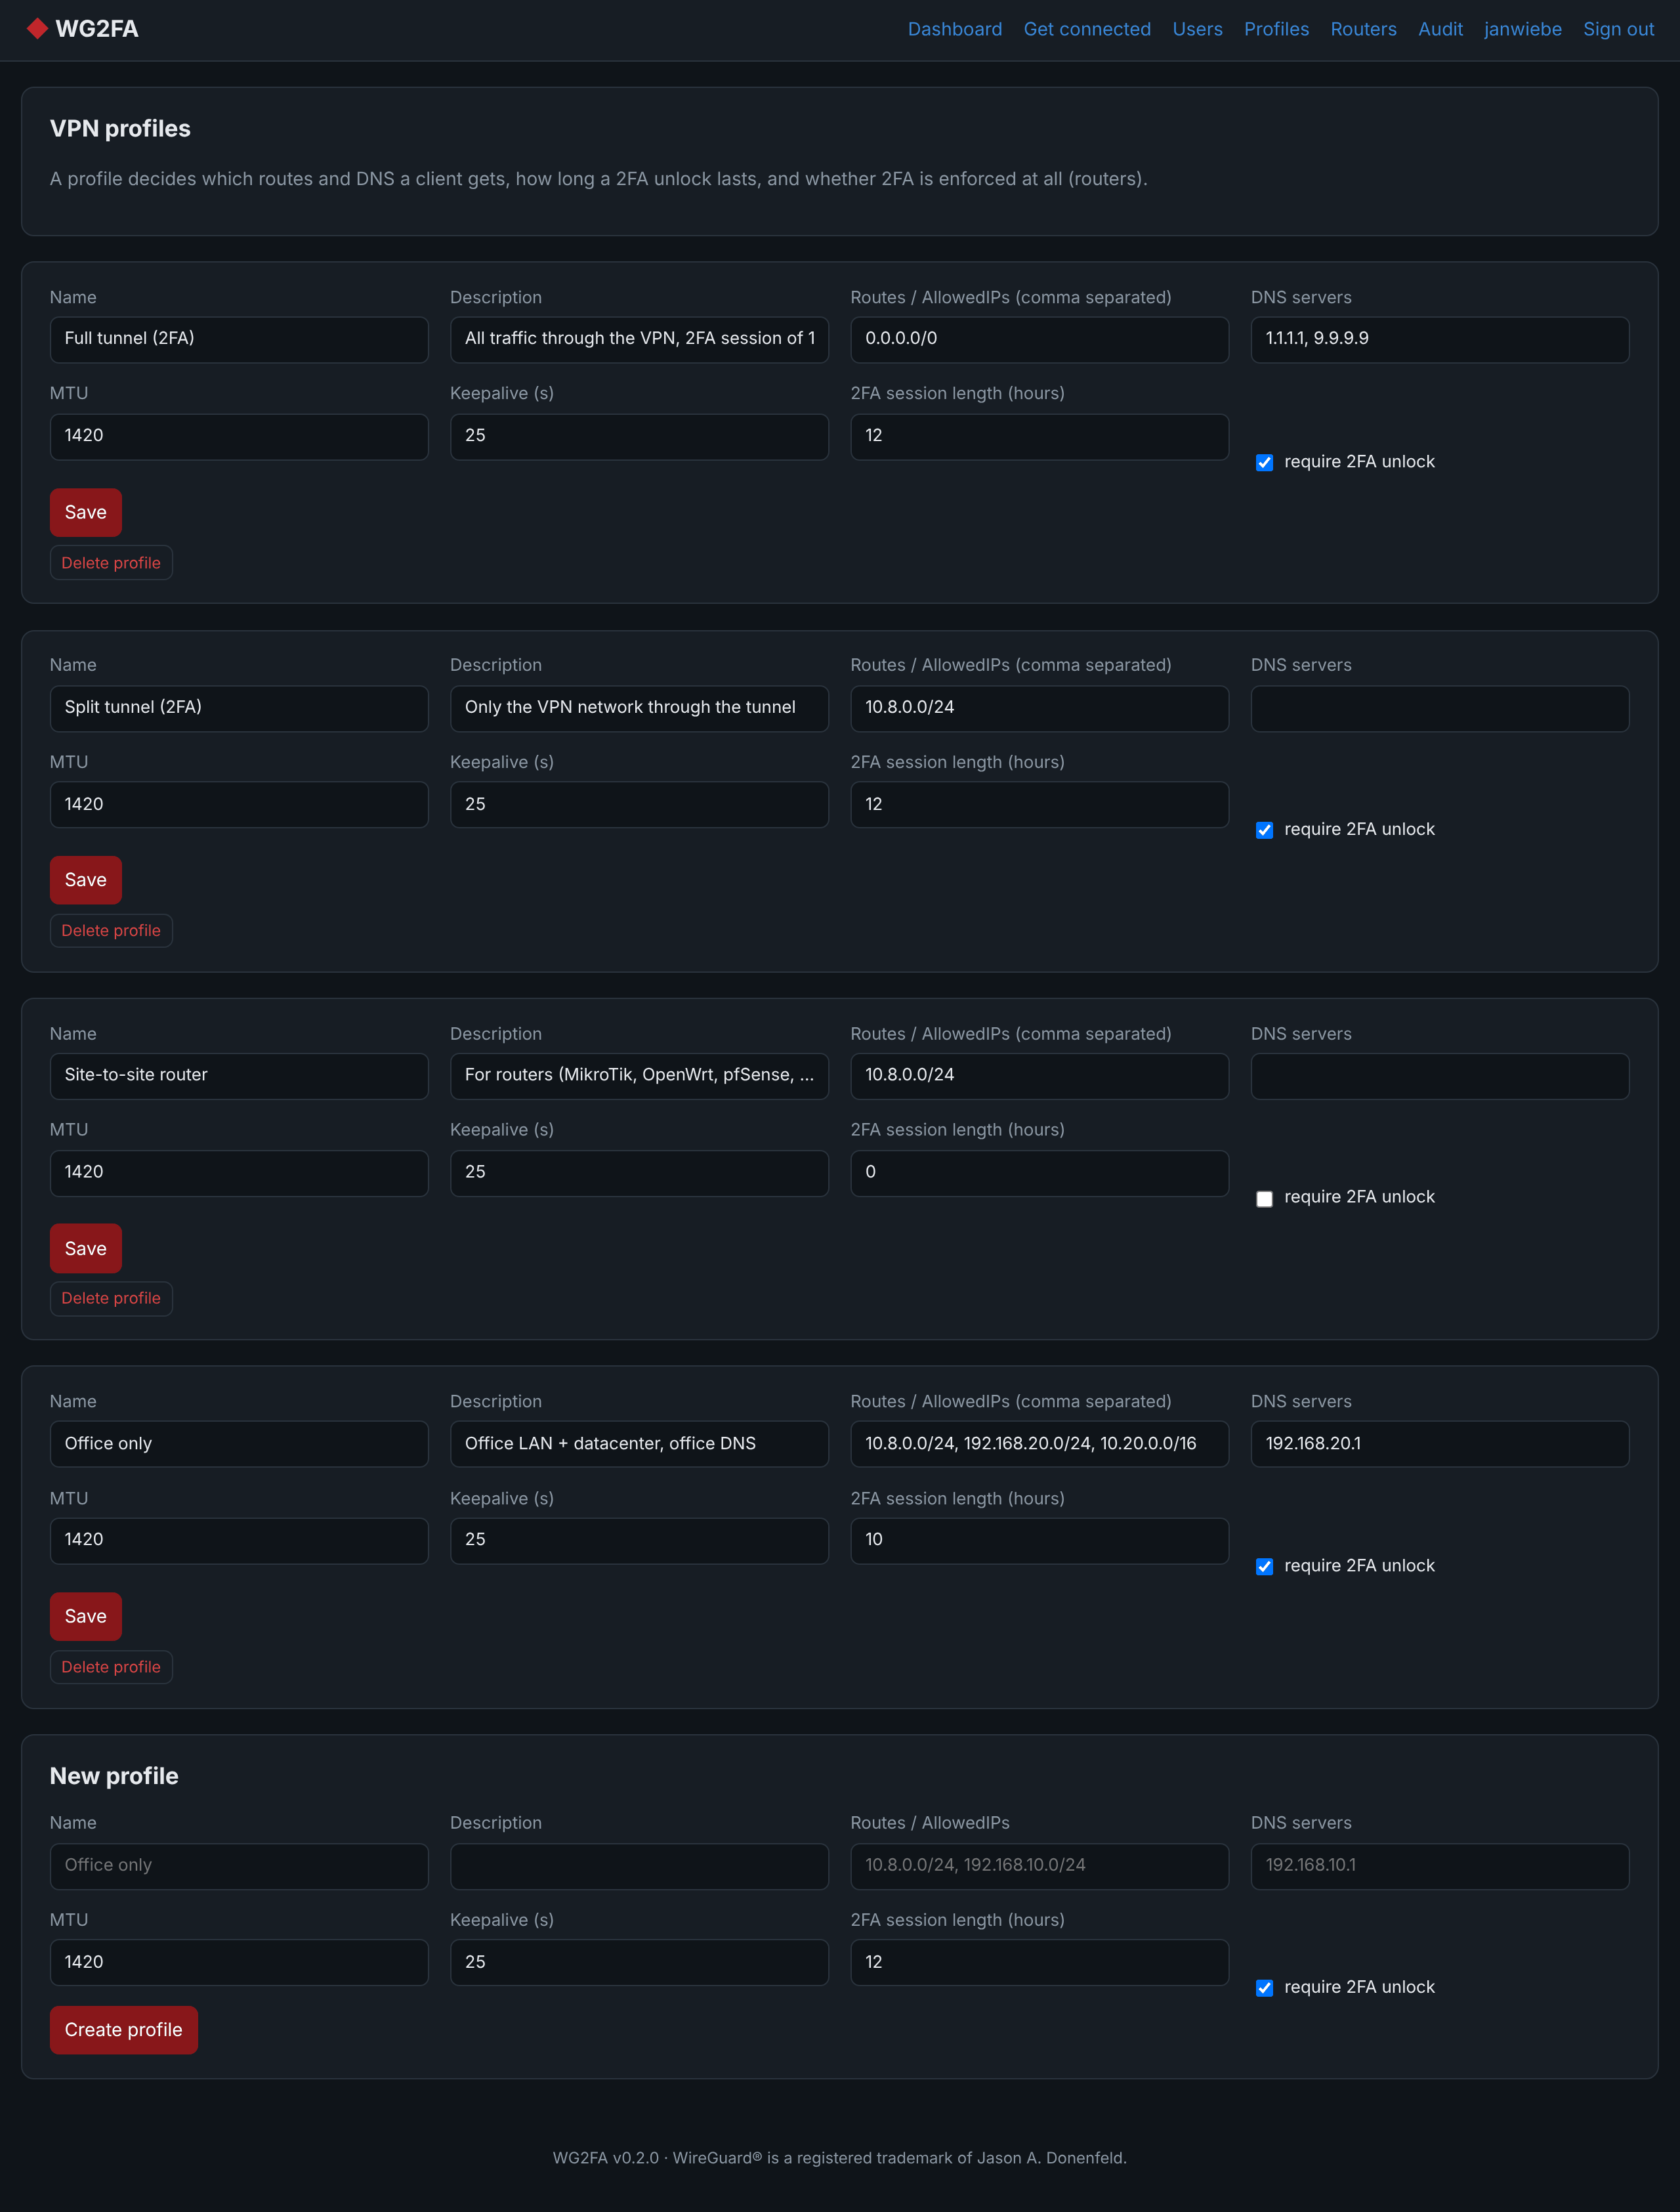 WG2FA
Dashboard Get connected Users Profiles Routers Audit janwiebe Sign out
VPN profiles
A profile decides which routes and DNS a client gets, how long a 2FA unlock lasts, and whether 2FA is enforced at all (routers).
Name Description Routes / AllowedIPs (comma separated) DNS servers
Full tunnel (2FA) All traffic through the VPN, 2FA session of 1 0.0.0.0/0 1.1.1.1, 9.9.9.9
MTU Keepalive (s) 2FA session length (hours)
1420 25 12
require 2FA unlock
Save
Delete profile
Name Description Routes / AllowedIPs (comma separated) DNS servers
Split tunnel (2FA) Only the VPN network through the tunnel 10.8.0.0/24
MTU Keepalive (s) 2FA session length (hours)
1420 25 12
require 2FA unlock
Save
Delete profile
Name Description Routes / AllowedIPs (comma separated) DNS servers
Site-to-site router For routers (MikroTik, OpenWrt, pfSense, ... 10.8.0.0/24
MTU Keepalive (s) 2FA session length (hours)
1420 25 0
require 2FA unlock
Save
Delete profile
Name Description Routes / AllowedIPs (comma separated) DNS servers
Office only Office LAN + datacenter, office DNS 10.8.0.0/24, 192.168.20.0/24, 10.20.0.0/16 192.168.20.1
MTU Keepalive (s) 2FA session length (hours)
1420 25 10
require 2FA unlock
Save
Delete profile
New profile
Name Description Routes / AllowedIPs DNS servers
Office only 10.8.0.0/24, 192.168.10.0/24 192.168.10.1
MTU Keepalive (s) 2FA session length (hours)
1420 25 12
require 2FA unlock
Create profile
WG2FA v0.2.0 · WireGuard® is a registered trademark of Jason A. Donenfeld.